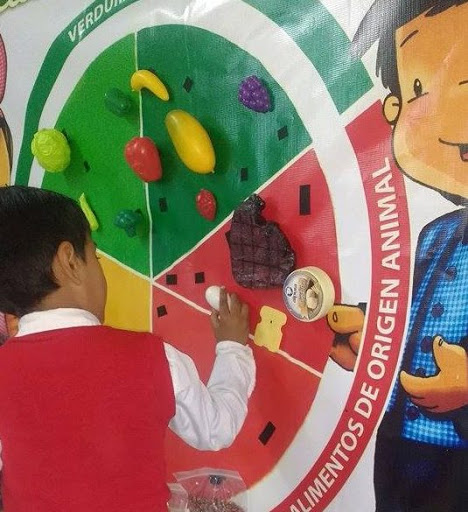 VERDU
ALIMENTOS DE ORIGEN ANIMAL